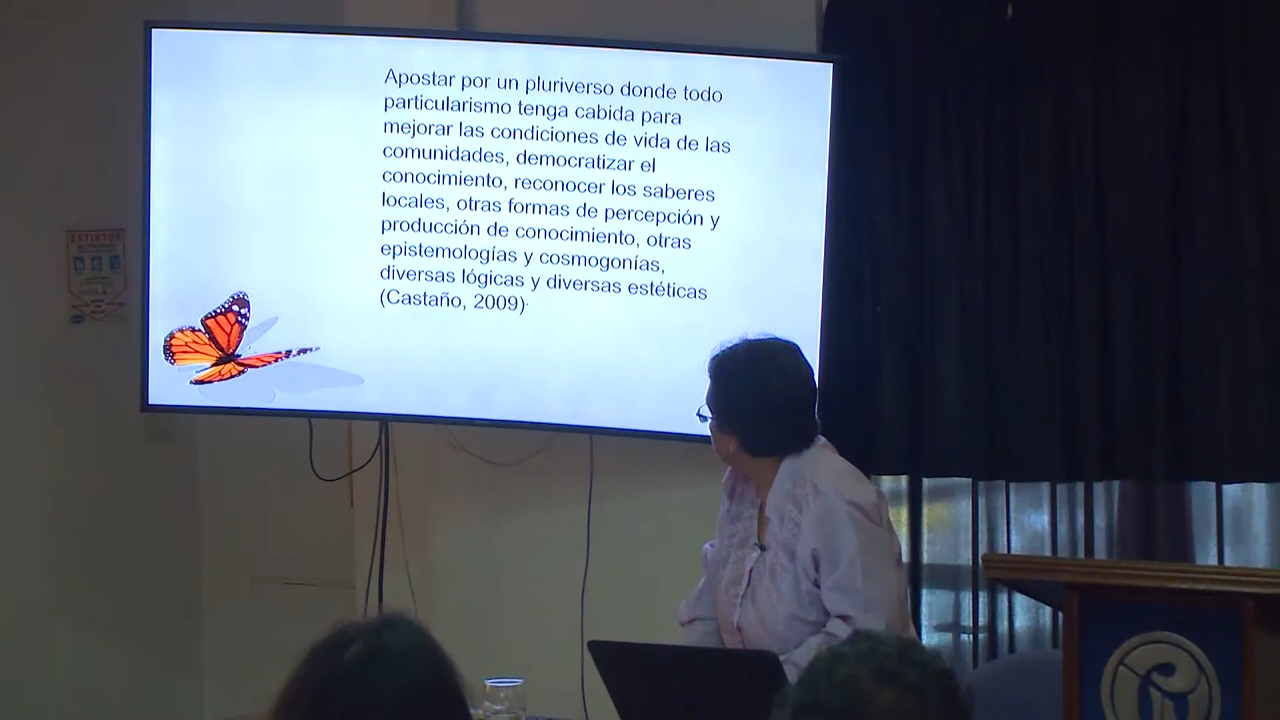 Apostar por un pluriverso donde todo
particularismo tenga cabida para
mejorar las condiciones de vida de las
comunidades, democratizar el
conocimiento, reconocer los saberes
locales, otras formas de percepción y
producción de conocimiento, otras
epistemologías y cosmogonías,
diversas lógicas y diversas estéticas
(Castaño, 2009)
EXTINTOR